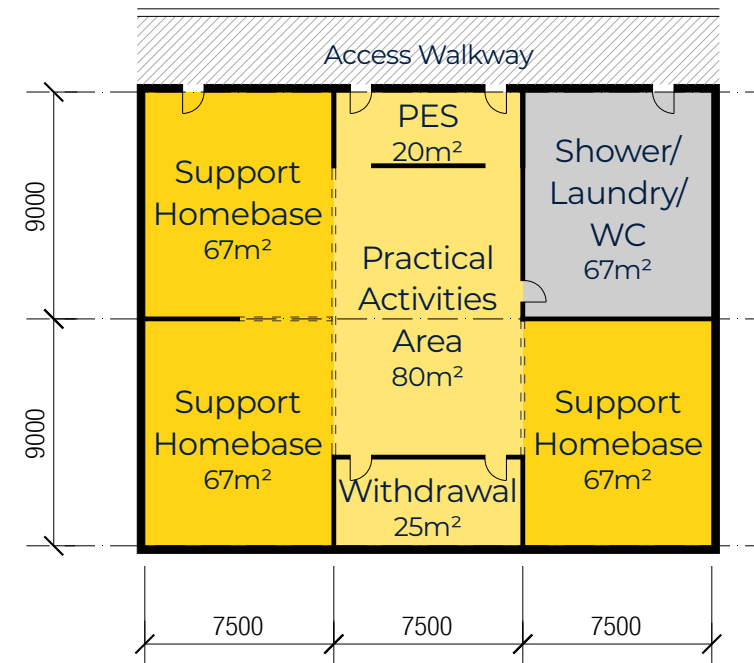 Access Walkway
PES
20m²
Support
Homebase
67m²
Shower/
Laundry/
WC
67m²
9000
Practical
Activities
Area
80m²
Support
Homebase
67m²
Support
Homebase
67m²
9000
Withdrawal
25m²
7500
7500
7500